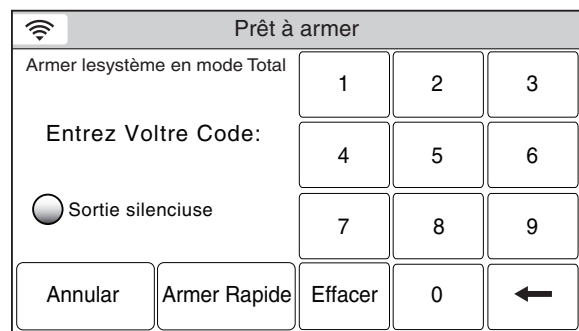 Prêt à armer
Armer lesystème en mode Total
1 2 3
Entrez Voltre Code:
4 5 6
Sortie silenciuse
7 8 9
Annular Armer Rapide Effacer 0